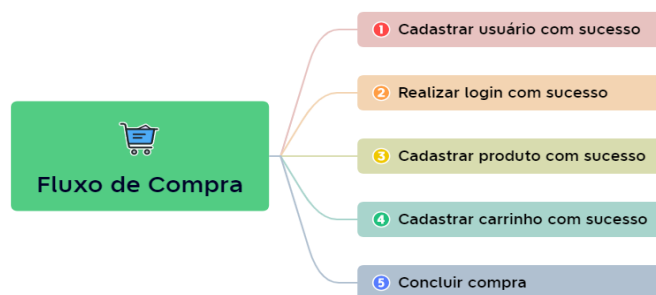 Fluxo de Compra
1 Cadastrar usuário com sucesso
2 Realizar login com sucesso
3 Cadastrar produto com sucesso
4 Cadastrar carrinho com sucesso
5 Concluir compra